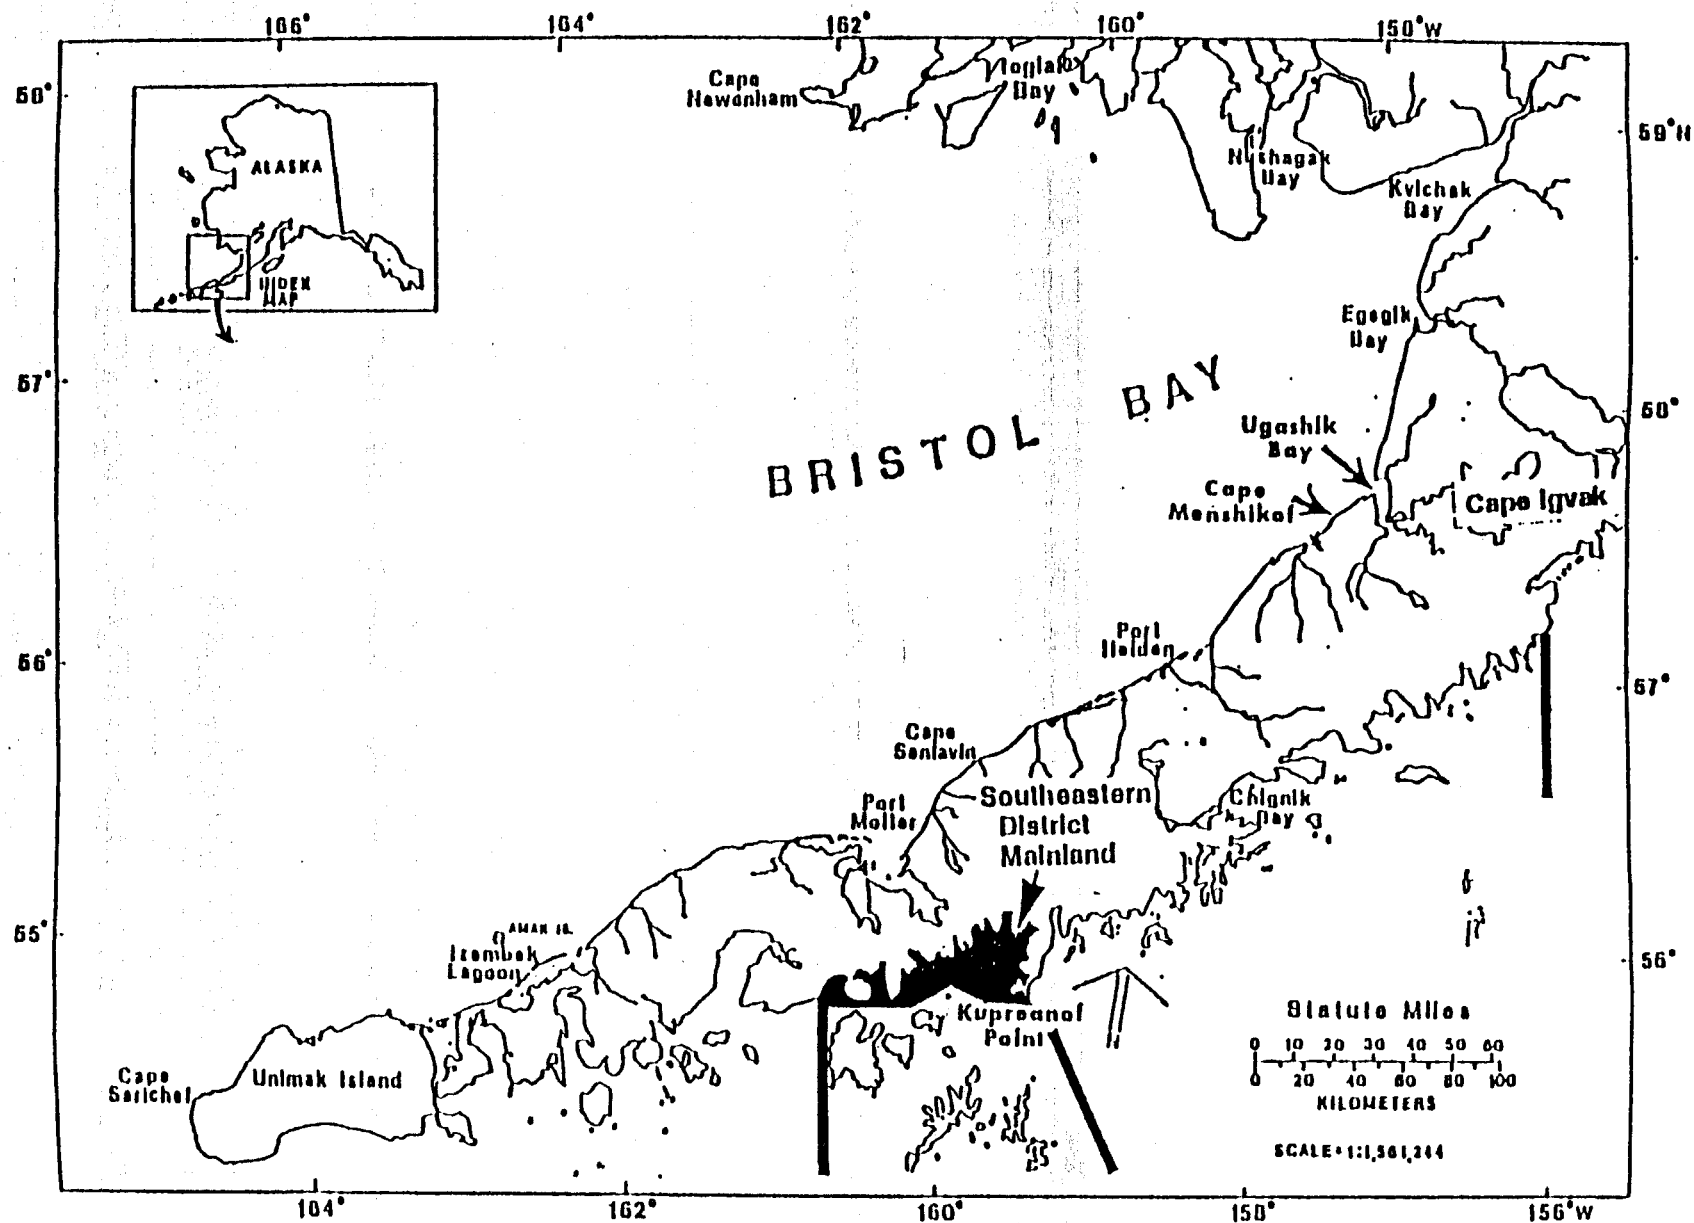 166°
164°
162°
160°
150°W
58°
57°
56°
55°
59°N
58°
57°
56°
164°
162°
160°
158°
156°W
ALASKA
INDEX
MAP
Cape
Newenham
Togiak
Bay
Nushagak
Bay
Kvichak
Bay
Egegik
Bay
BRISTOL BAY
Ugashik
Bay
Cape
Menshikof
Cape Igvak
Port
Heiden
Cape
Seniavin
Port
Moller
Southeastern
District
Mainland
Chignik
Bay
AMAK IS.
Izembek
Lagoon
Kupreanof
Point
Cape
Sarichef
Unimak Island
Statute Miles
0 10 20 30 40 50 60
0 20 40 60 80 100
KILOMETERS
SCALE=1:1,561,244